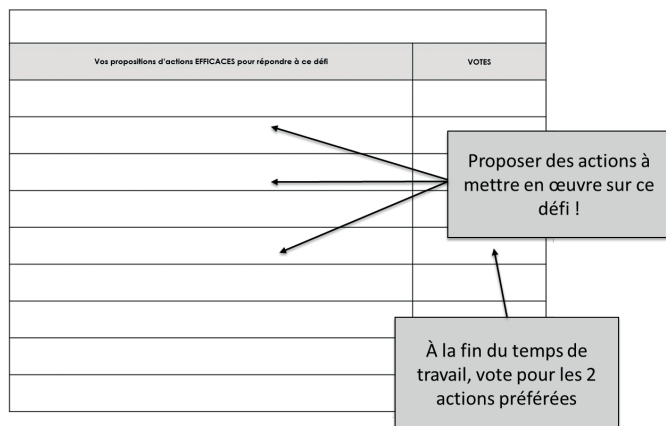 Vos propositions d'actions EFFICACES pour répondre à ce défi
VOTES
Proposer des actions à
mettre en œuvre sur ce
défi !
À la fin du temps de
travail, vote pour les 2
actions préférées